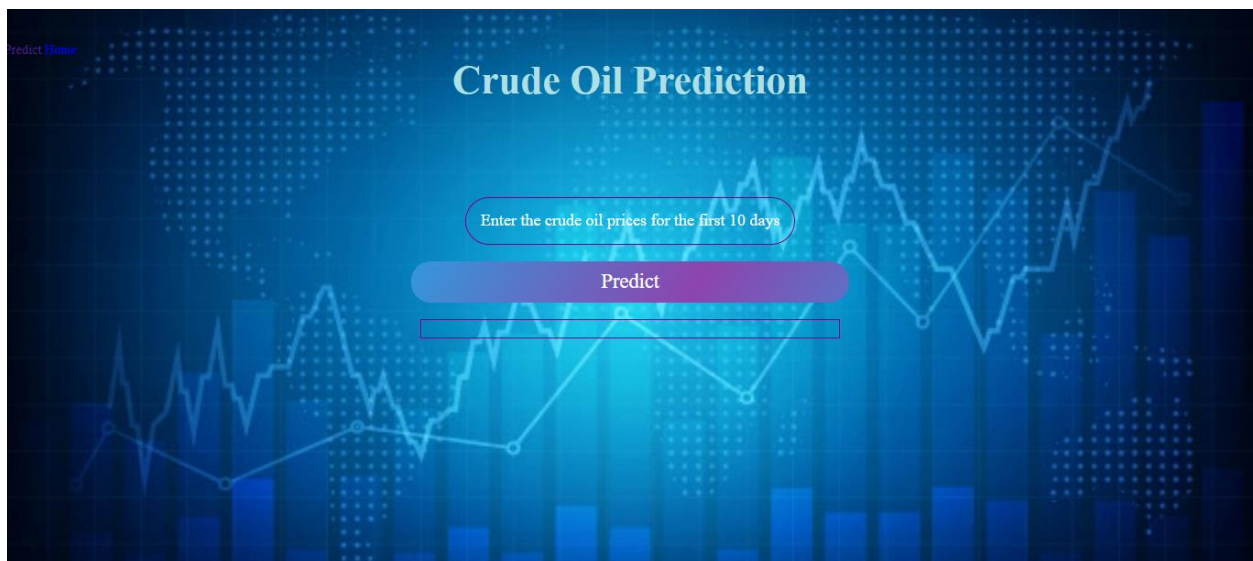 Predict Home
Crude Oil Prediction
Enter the crude oil prices for the first 10 days
Predict